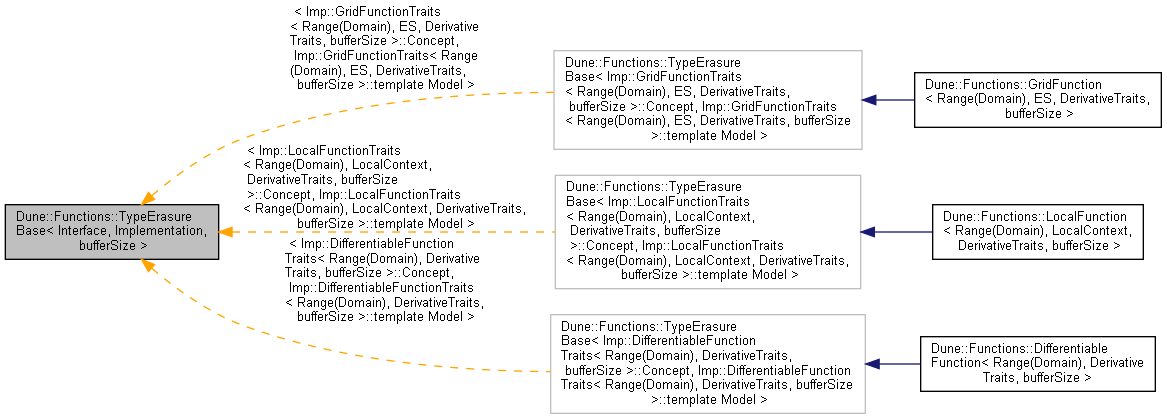 < Imp::GridFunctionTraits
< Range(Domain), ES, Derivative
Traits, bufferSize >::Concept,
Imp::GridFunctionTraits< Range
(Domain), ES, DerivativeTraits,
bufferSize >::template Model >
Dune::Functions::TypeErasure
Base< Imp::GridFunctionTraits
< Range(Domain), ES, DerivativeTraits,
bufferSize >::Concept, Imp::GridFunctionTraits
< Range(Domain), ES, DerivativeTraits, bufferSize
>::template Model >
Dune::Functions::GridFunction
< Range(Domain), ES, DerivativeTraits,
bufferSize >
< Imp::LocalFunctionTraits
< Range(Domain), LocalContext,
DerivativeTraits, bufferSize
>::Concept, Imp::LocalFunctionTraits
< Range(Domain), LocalContext, DerivativeTraits,
bufferSize >::template Model >
Dune::Functions::TypeErasure
Base< Interface, Implementation,
bufferSize >
Dune::Functions::TypeErasure
Base< Imp::LocalFunctionTraits
< Range(Domain), LocalContext,
DerivativeTraits, bufferSize
>::Concept, Imp::LocalFunctionTraits
< Range(Domain), LocalContext, DerivativeTraits,
bufferSize >::template Model >
Dune::Functions::LocalFunction
< Range(Domain), LocalContext,
DerivativeTraits, bufferSize >
< Imp::DifferentiableFunction
Traits< Range(Domain), Derivative
Traits, bufferSize >::Concept,
Imp::DifferentiableFunctionTraits
< Range(Domain), DerivativeTraits,
bufferSize >::template Model >
Dune::Functions::TypeErasure
Base< Imp::DifferentiableFunction
Traits< Range(Domain), DerivativeTraits,
bufferSize >::Concept, Imp::DifferentiableFunction
Traits< Range(Domain), DerivativeTraits, bufferSize
>::template Model >
Dune::Functions::Differentiable
Function< Range(Domain), Derivative
Traits, bufferSize >